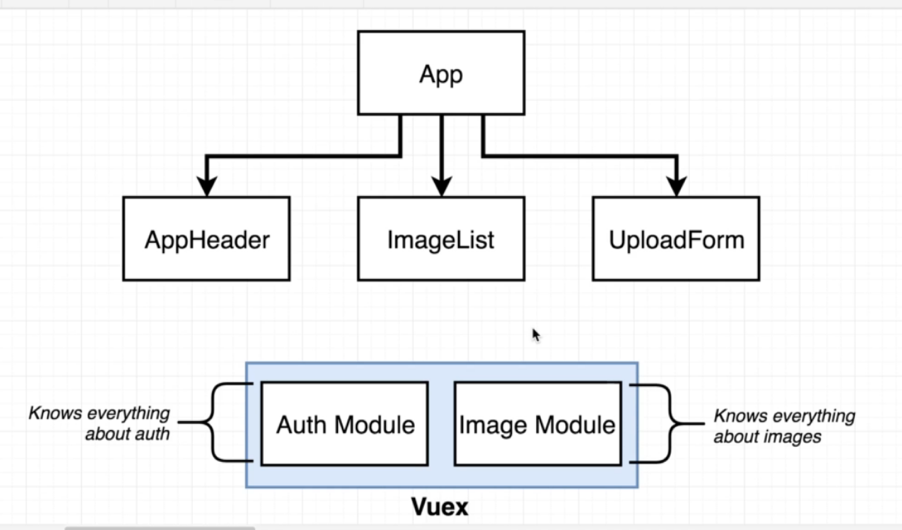 App
AppHeader
ImageList
UploadForm
Knows everything
about auth
Auth Module
Image Module
Knows everything
about images
Vuex